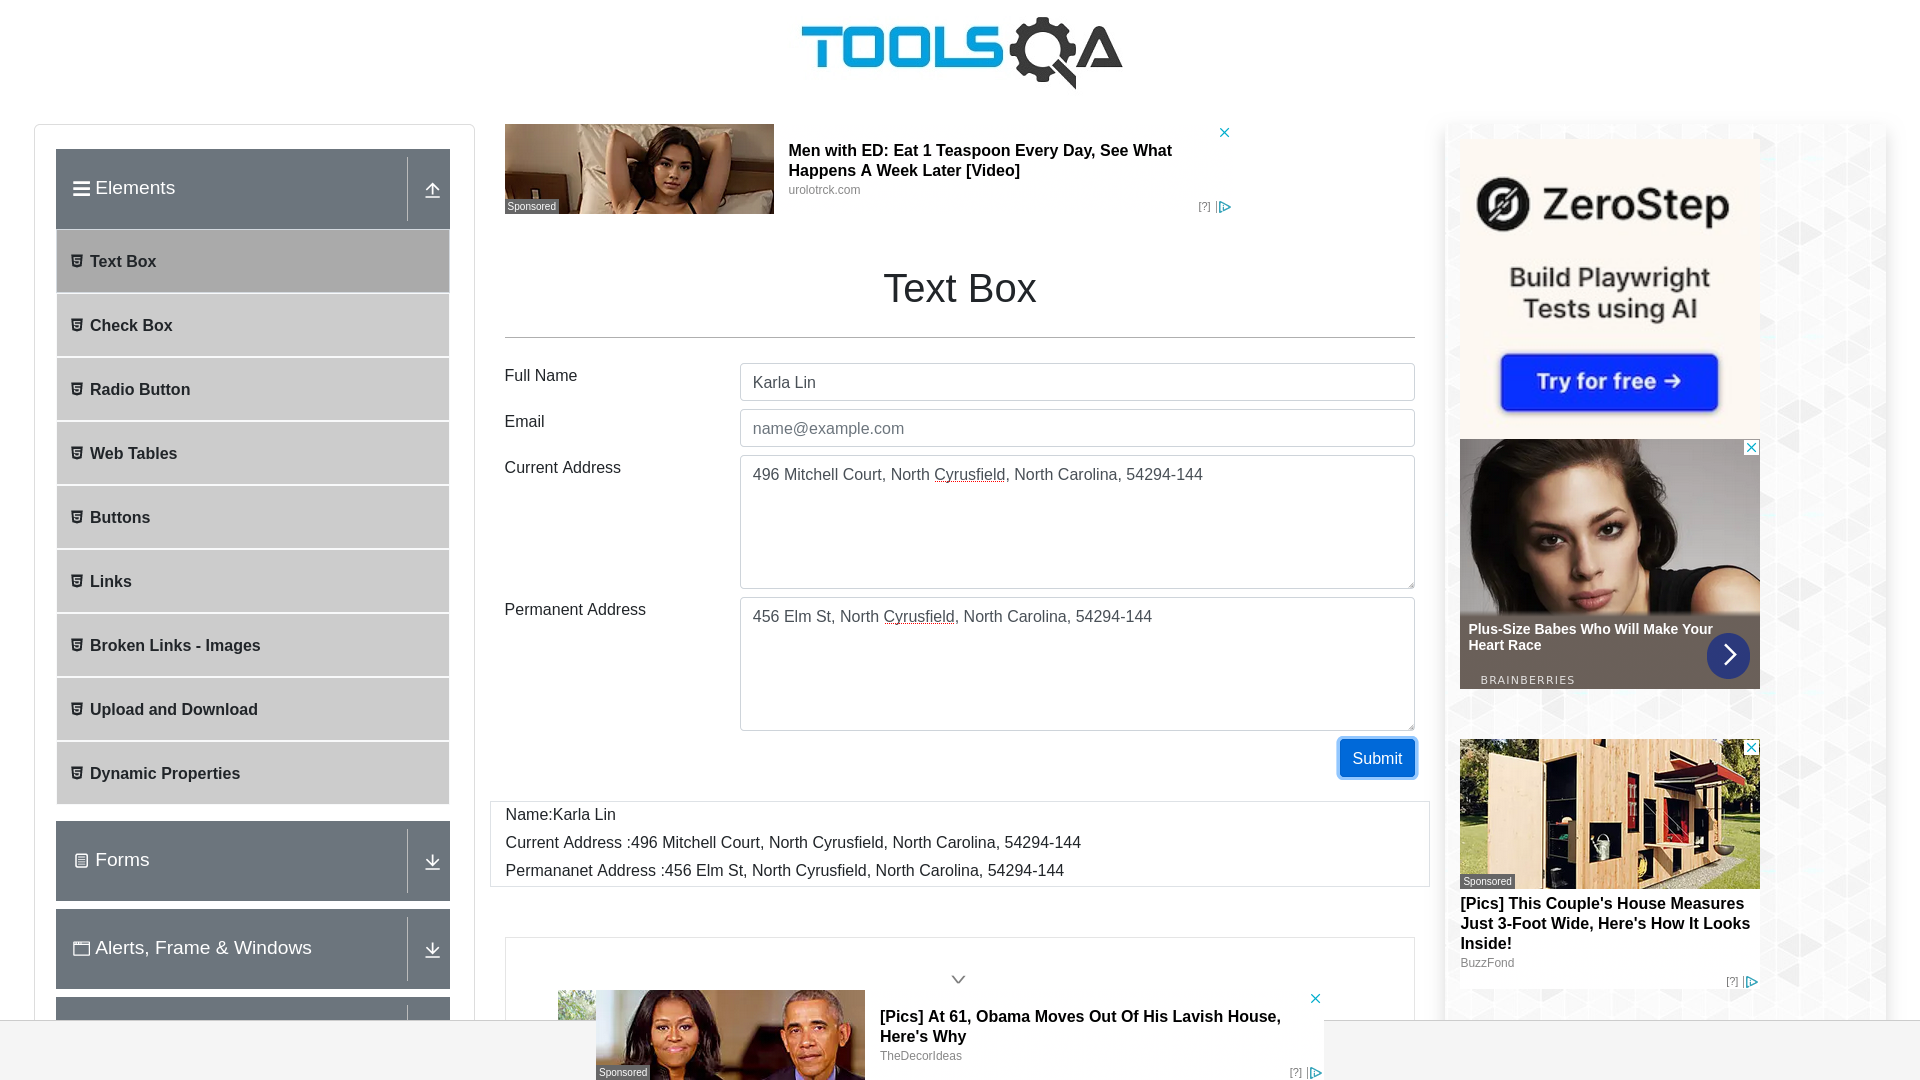 TOOLSQA
Elements
Text Box
Check Box
Radio Button
Web Tables
Buttons
Links
Broken Links - Images
Upload and Download
Dynamic Properties
Forms
Alerts, Frame & Windows
Sponsored
Men with ED: Eat 1 Teaspoon Every Day, See What
Happens A Week Later [Video]
urolotrck.com
[?]
Text Box
Full Name
Karla Lin
Email
name@example.com
Current Address
496 Mitchell Court, North Cyrusfield, North Carolina, 54294-144
Permanent Address
456 Elm St, North Cyrusfield, North Carolina, 54294-144
Submit
Name:Karla Lin
Current Address :496 Mitchell Court, North Cyrusfield, North Carolina, 54294-144
Permananet Address :456 Elm St, North Cyrusfield, North Carolina, 54294-144
Sponsored
[Pics] At 61, Obama Moves Out Of His Lavish House,
Here's Why
TheDecorIdeas
[?]
ZeroStep
Build Playwright
Tests using AI
Try for free →
Plus-Size Babes Who Will Make Your
Heart Race
BRAINBERRIES
Sponsored
[Pics] This Couple's House Measures
Just 3-Foot Wide, Here's How It Looks
Inside!
BuzzFond
[?]